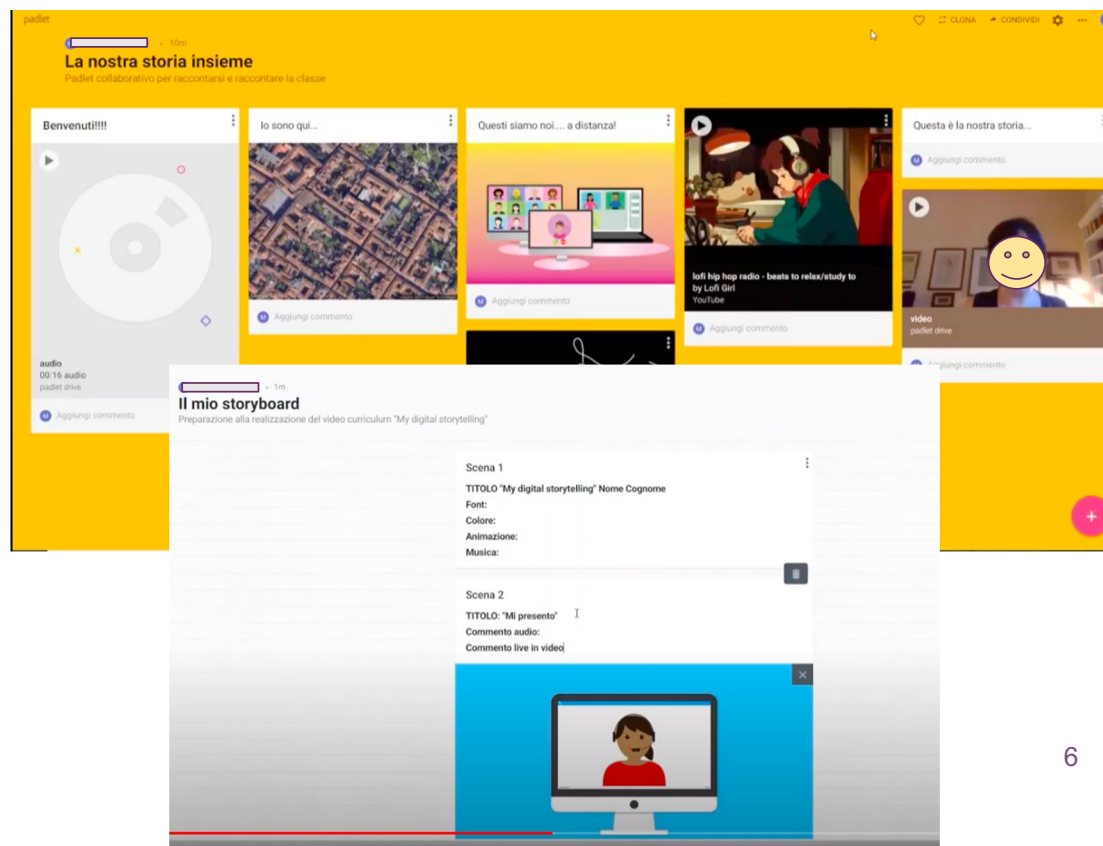 padlet
CLONA
CONDIVIDI
10m
La nostra storia insieme
Padlet collaborativo per raccontarsi e raccontare la classe
Benvenuti!!!!
audio
00:16 audio
padlet drive
M Aggiungi commento
Io sono qui...
M Aggiungi commento
Questi siamo noi.... a distanza!
M Aggiungi commento
lofi hip hop radio - beats to relax/study to
by Lofi Girl
YouTube
M Aggiungi commento
Questa è la nostra storia...
M Aggiungi commento
video
padlet drive
Aggiungi commento
1m
Il mio storyboard
Preparazione alla realizzazione del video curriculum "My digital storytelling"
Scena 1
TITOLO "My digital storytelling" Nome Cognome
Font:
Colore:
Animazione:
Musica:
Scena 2
TITOLO: "Mi presento"
Commento audio:
Commento live in video
6